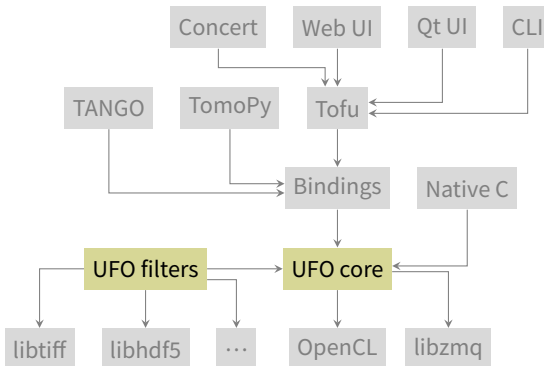 Concert
Web UI
Qt UI
CLI
TANGO
TomoPy
Tofu
Bindings
Native C
UFO filters
UFO core
libtiff
libhdf5
...
OpenCL
libzmq